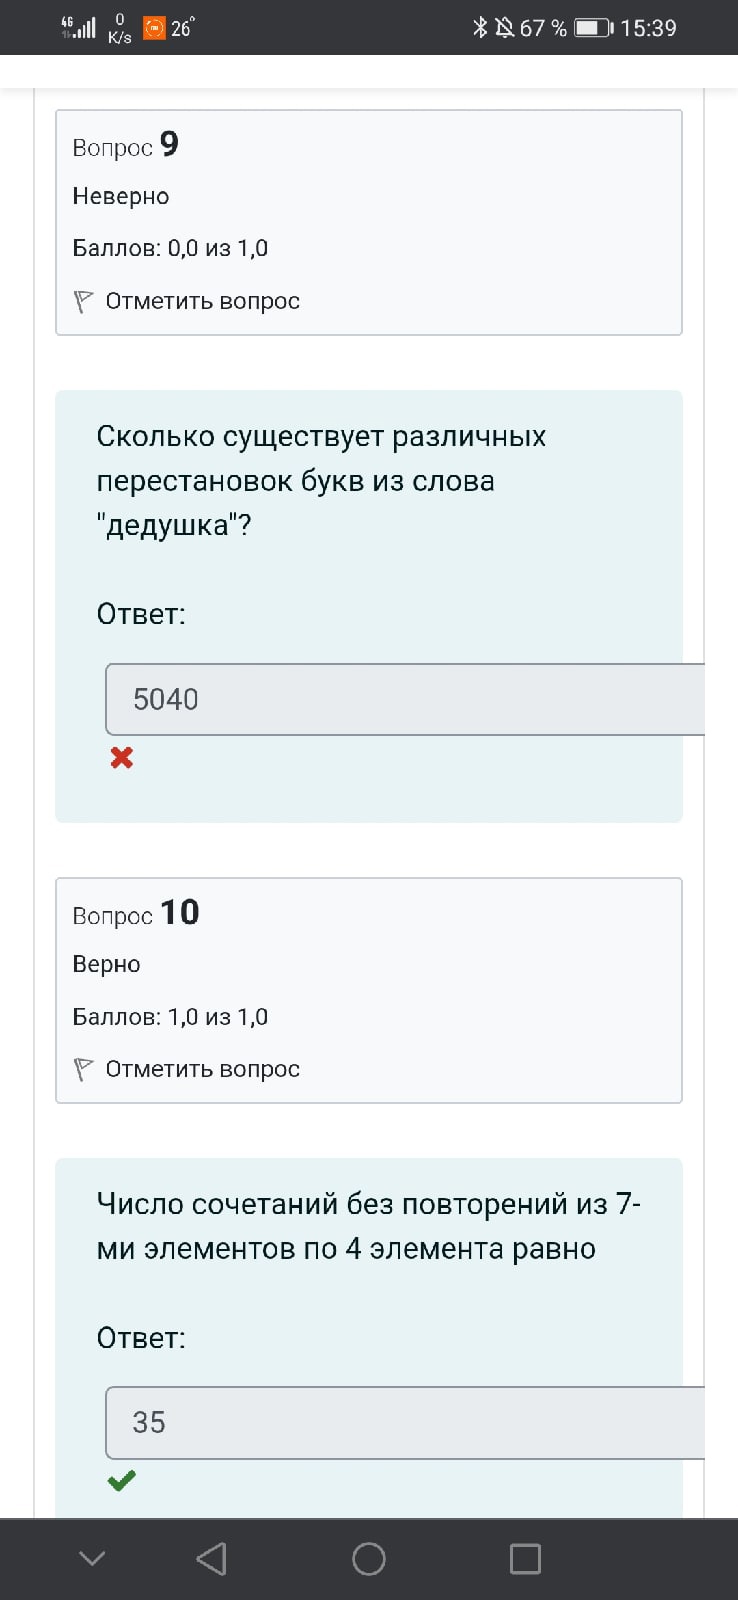 4G
0
K/s
26°
67 %
15:39
Вопрос 9
Неверно
Баллов: 0,0 из 1,0
Отметить вопрос
Сколько существует различных
перестановок букв из слова
"дедушка"?
Ответ:
5040
Вопрос 10
Верно
Баллов: 1,0 из 1,0
Отметить вопрос
Число сочетаний без повторений из 7-
ми элементов по 4 элемента равно
Ответ:
35